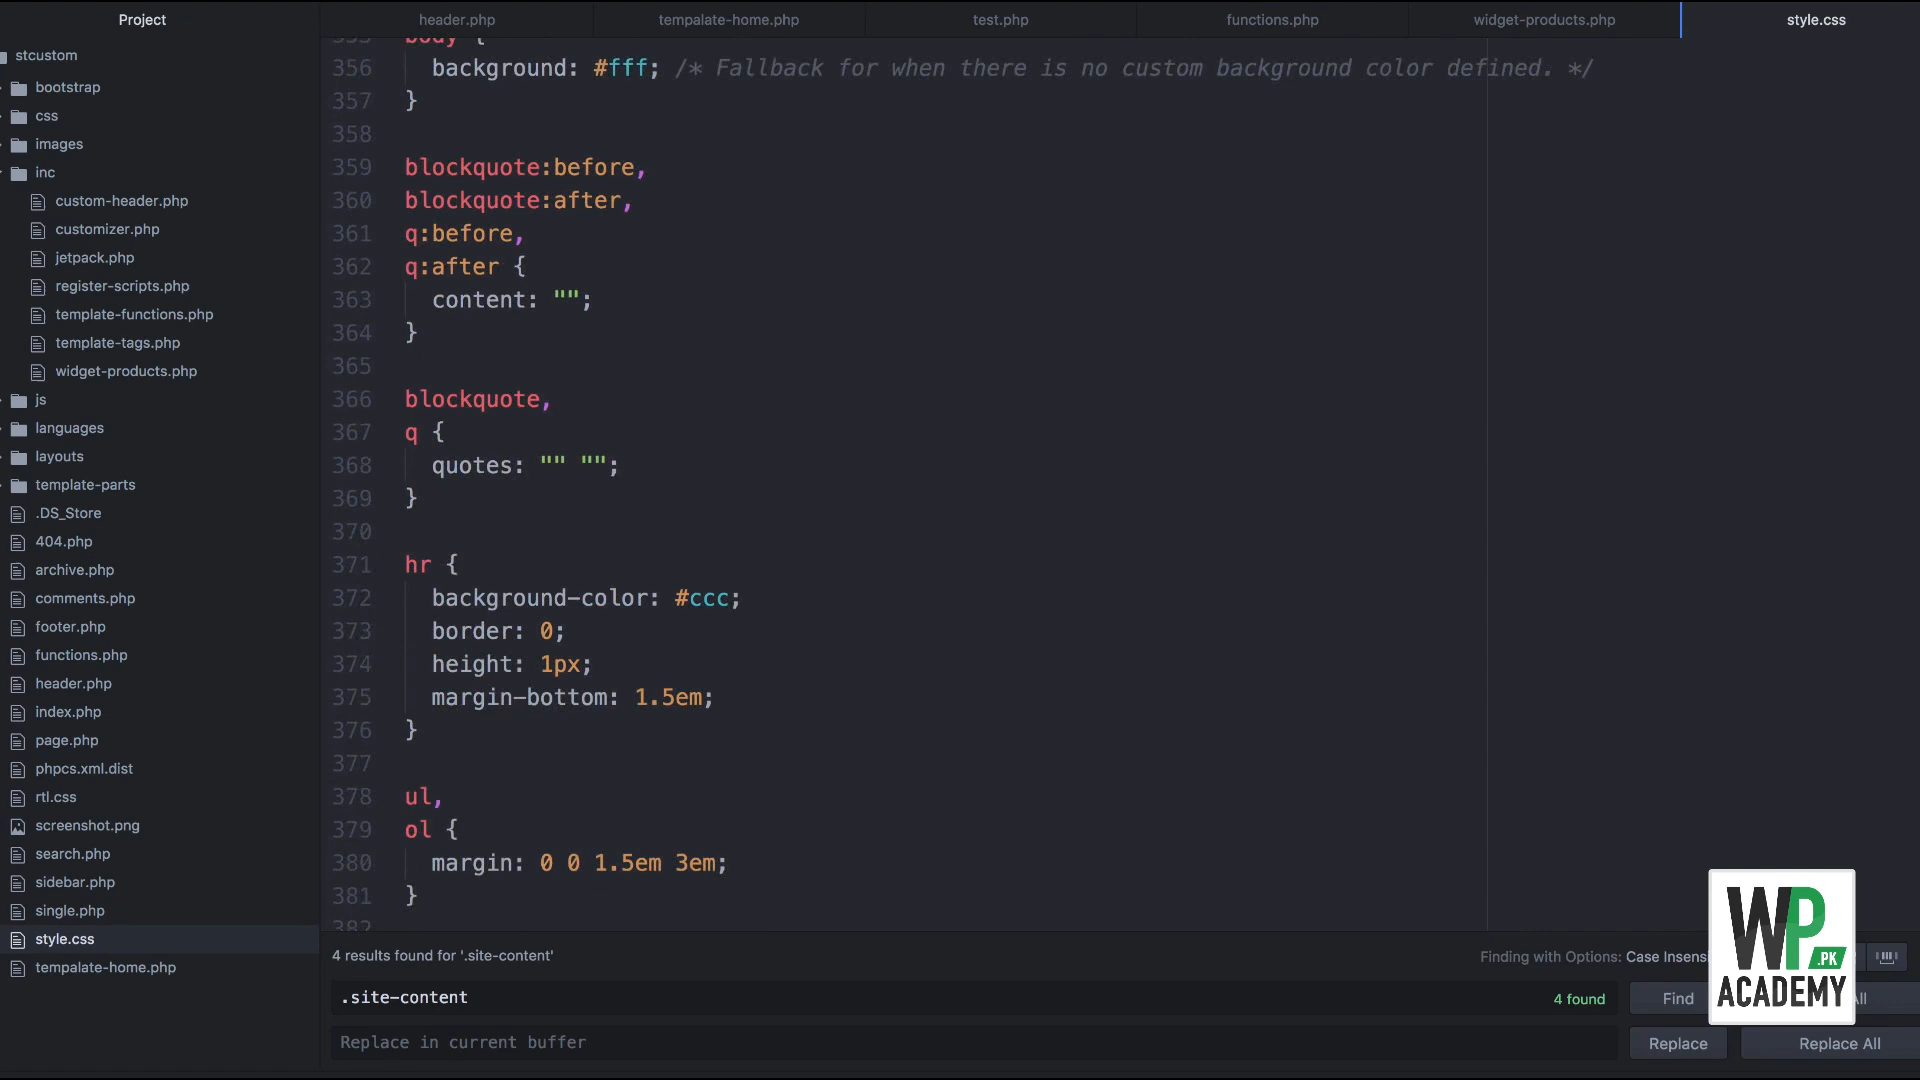 Project
header.php
tempalate-home.php
test.php
functions.php
widget-products.php
style.css
stcustom
bootstrap
css
images
inc
custom-header.php
customizer.php
jetpack.php
register-scripts.php
template-functions.php
template-tags.php
widget-products.php
js
languages
layouts
template-parts
.DS_Store
404.php
archive.php
comments.php
footer.php
functions.php
header.php
index.php
page.php
phpcs.xml.dist
rtl.css
screenshot.png
search.php
sidebar.php
single.php
style.css
tempalate-home.php
355 body {
356 background: #fff; /* Fallback for when there is no custom background color defined. */
357 }
358
359 blockquote:before,
360 blockquote:after,
361 q:before,
362 q:after {
363 content: "";
364 }
365
366 blockquote,
367 q {
368 quotes: "" "";
369 }
370
371 hr {
372 background-color: #ccc;
373 border: 0;
374 height: 1px;
375 margin-bottom: 1.5em;
376 }
377
378 ul,
379 ol {
380 margin: 0 0 1.5em 3em;
381 }
382
4 results found for '.site-content'
Finding with Options: Case Insensi
.site-content
4 found
Find
All
Replace in current buffer
Replace
Replace All
WP
.PK
ACADEMY